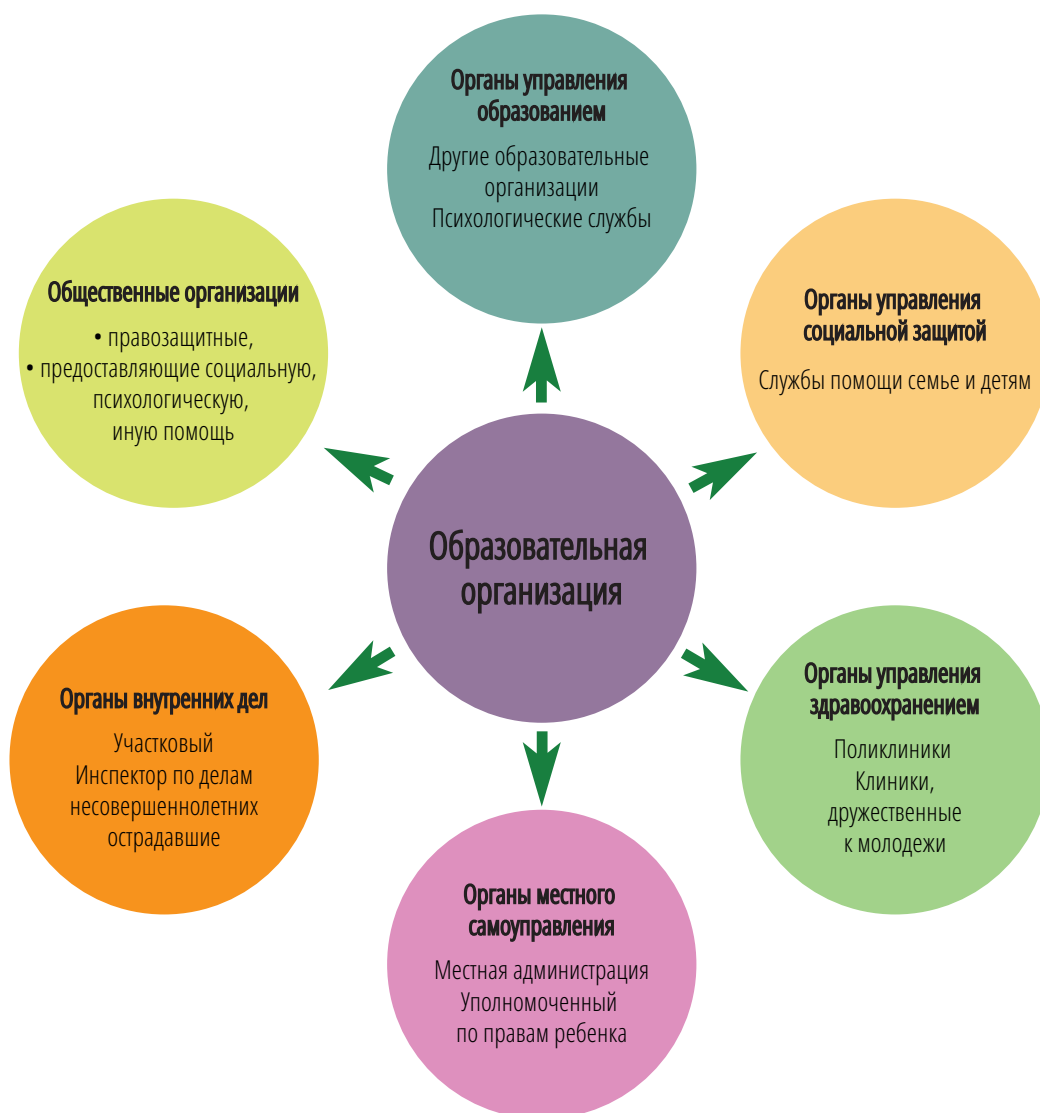 Органы управления
образованием
Другие образовательные
организации
Психологические службы
Общественные организации
• правозащитные,
• предоставляющие социальную,
психологическую,
иную помощь
Органы управления
социальной защитой
Службы помощи семье и детям
Образовательная
организация
Органы внутренних дел
Участковый
Инспектор по делам
несовершеннолетних
острадавшие
Органы управления
здравоохранением
Поликлиники
Клиники,
дружественные
к молодежи
Органы местного
самоуправления
Местная администрация
Уполномоченный
по правам ребенка